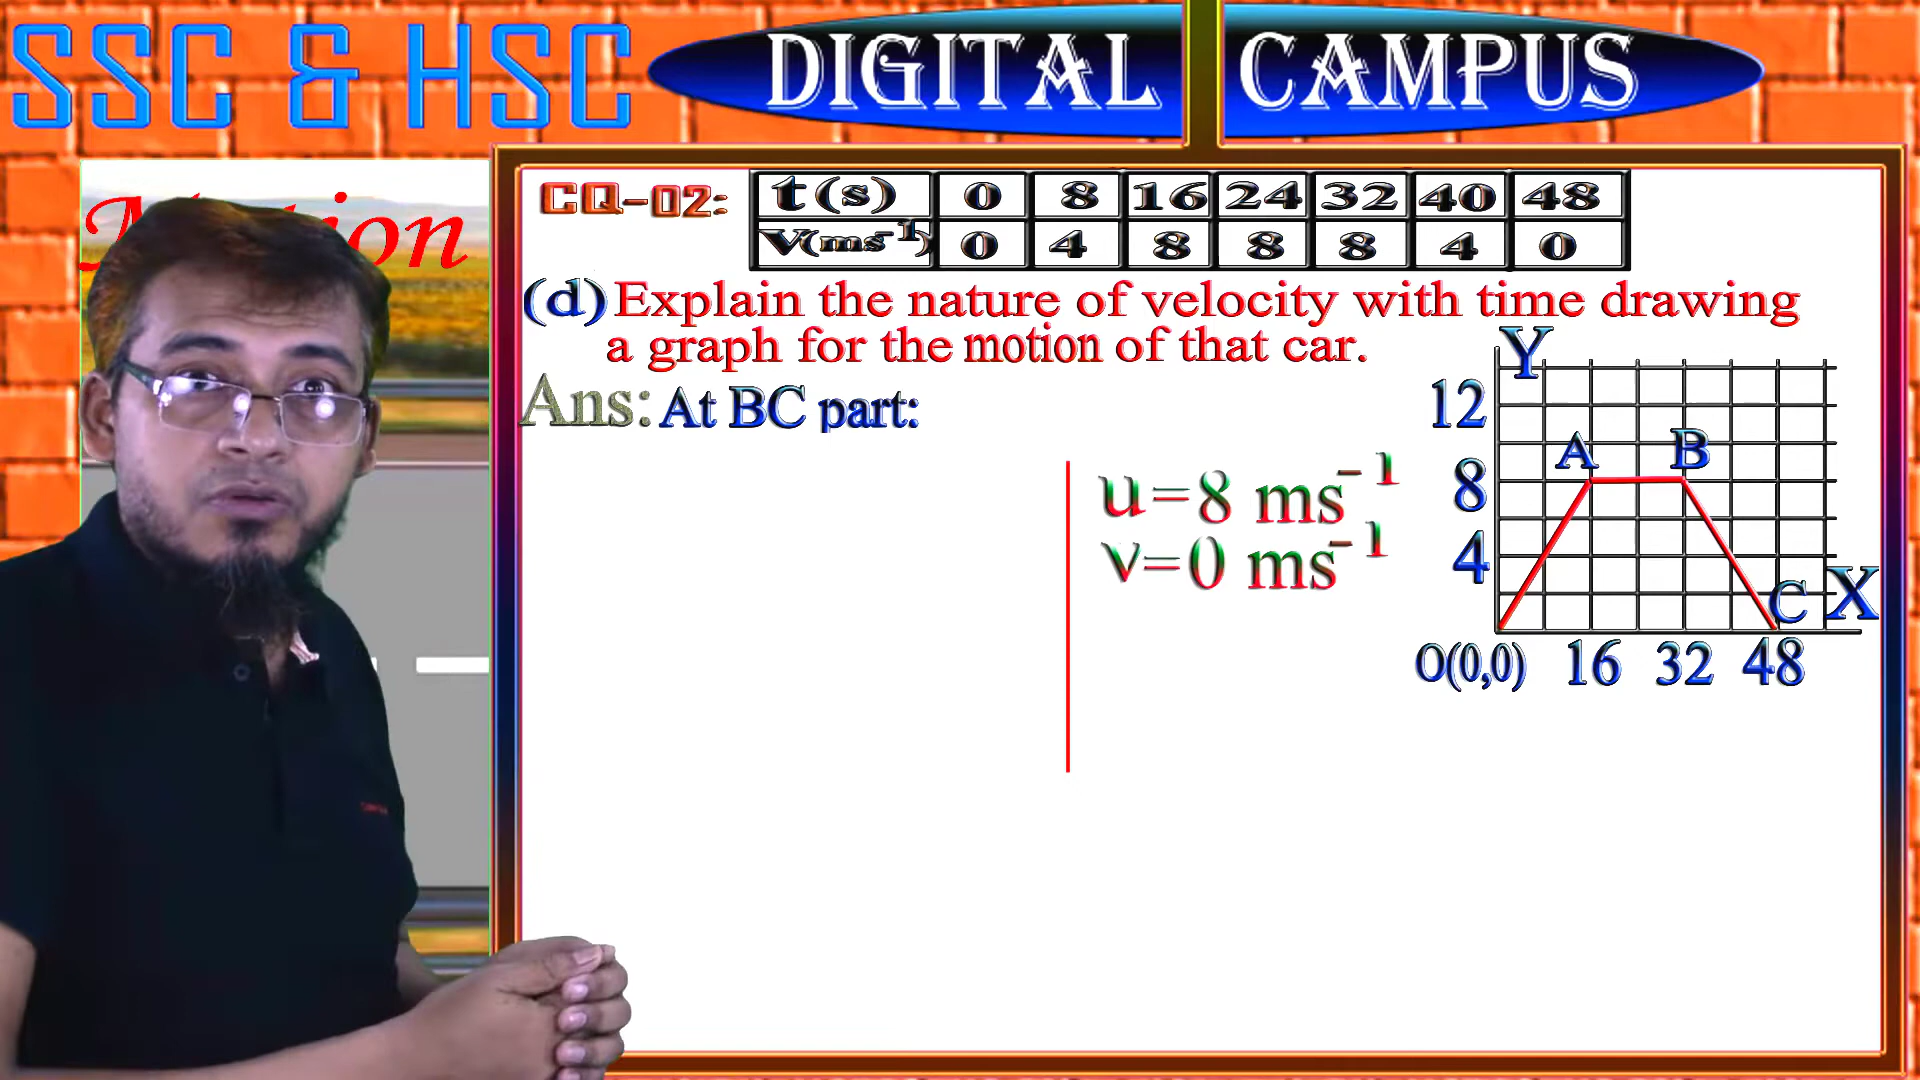 SSC & HSC DIGITAL CAMPUS
Motion
CQ-02:
t(s) 0 8 16 24 32 40 48
V(ms⁻¹) 0 4 8 8 8 4 0
(d) Explain the nature of velocity with time drawing
a graph for the motion of that car.
Ans: At BC part:
u=8 ms⁻¹
v=0 ms⁻¹
Y
12
A B
8
4
C X
O(0,0) 16 32 48